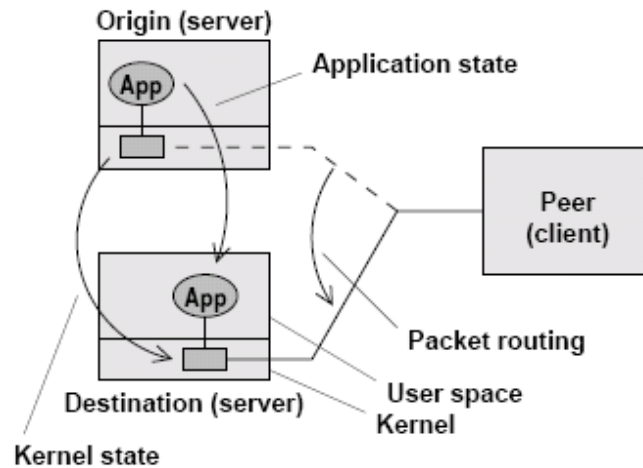 Origin (server)
App
Application state
Peer
(client)
App
Packet routing
User space
Destination (server)
Kernel
Kernel state